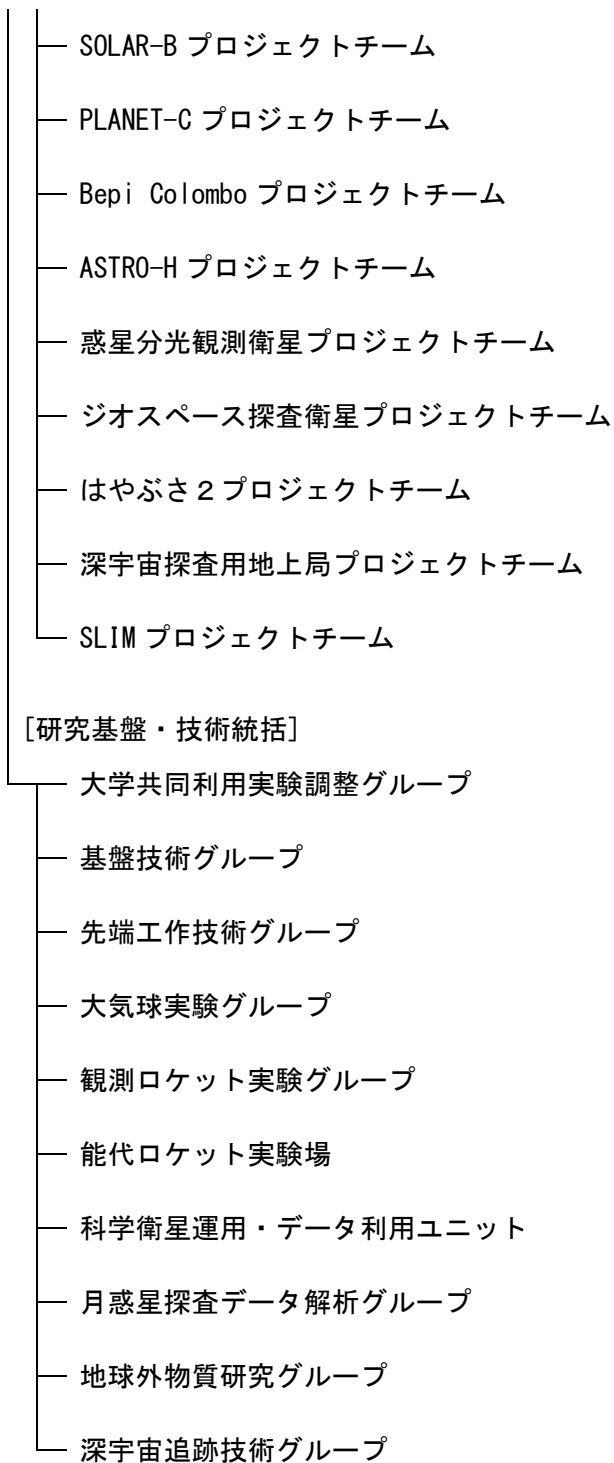 SOLAR-B プロジェクトチーム
PLANET-C プロジェクトチーム
Bepi Colombo プロジェクトチーム
ASTRO-H プロジェクトチーム
惑星分光観測衛星プロジェクトチーム
ジオスペース探査衛星プロジェクトチーム
はやぶさ２プロジェクトチーム
深宇宙探査用地上局プロジェクトチーム
SLIM プロジェクトチーム
[研究基盤・技術統括]
大学共同利用実験調整グループ
基盤技術グループ
先端工作技術グループ
大気球実験グループ
観測ロケット実験グループ
能代ロケット実験場
科学衛星運用・データ利用ユニット
月惑星探査データ解析グループ
地球外物質研究グループ
深宇宙追跡技術グループ